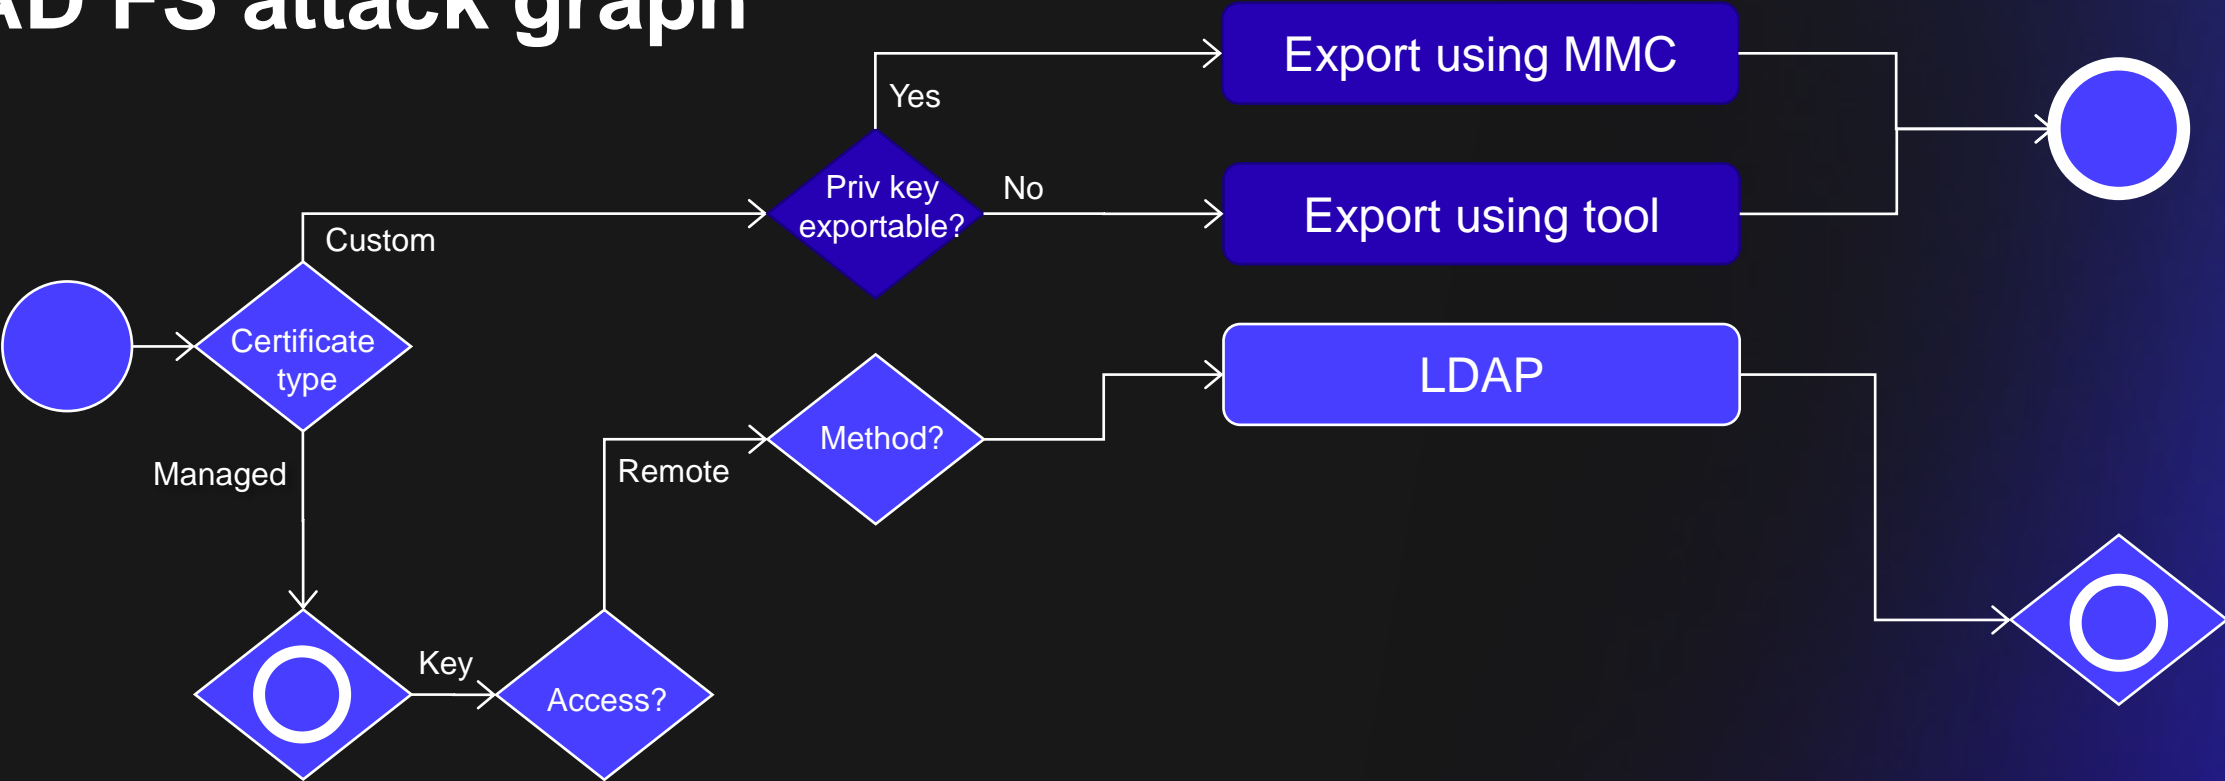 AD FS attack graph
Export using MMC
Yes
Priv key
exportable?
No
Export using tool
Custom
Certificate
type
LDAP
Method?
Managed
Remote
Key
Access?